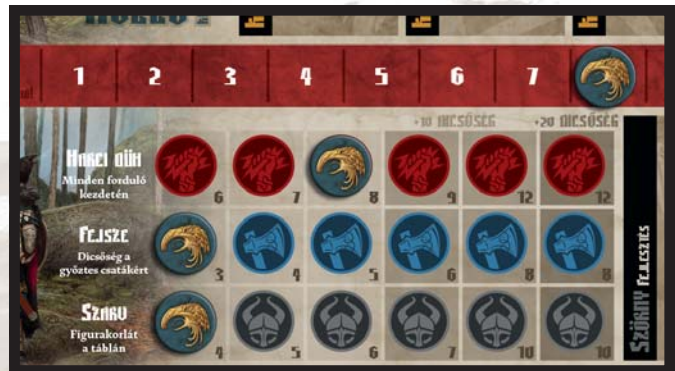 1 2 3 4 5 6 7
+10 DICSŐSÉG +20 DICSŐSÉG
HARCI DÜH
Minden forduló
kezdetén
6 7 8 9 12 12
FEJSZE
Dicsőség a
győztes csatákért
3 4 5 6 8 8
SZARV
Figurakorlát
a táblán
4 5 6 7 10 10
SZÖRNY FEJLESZTÉS